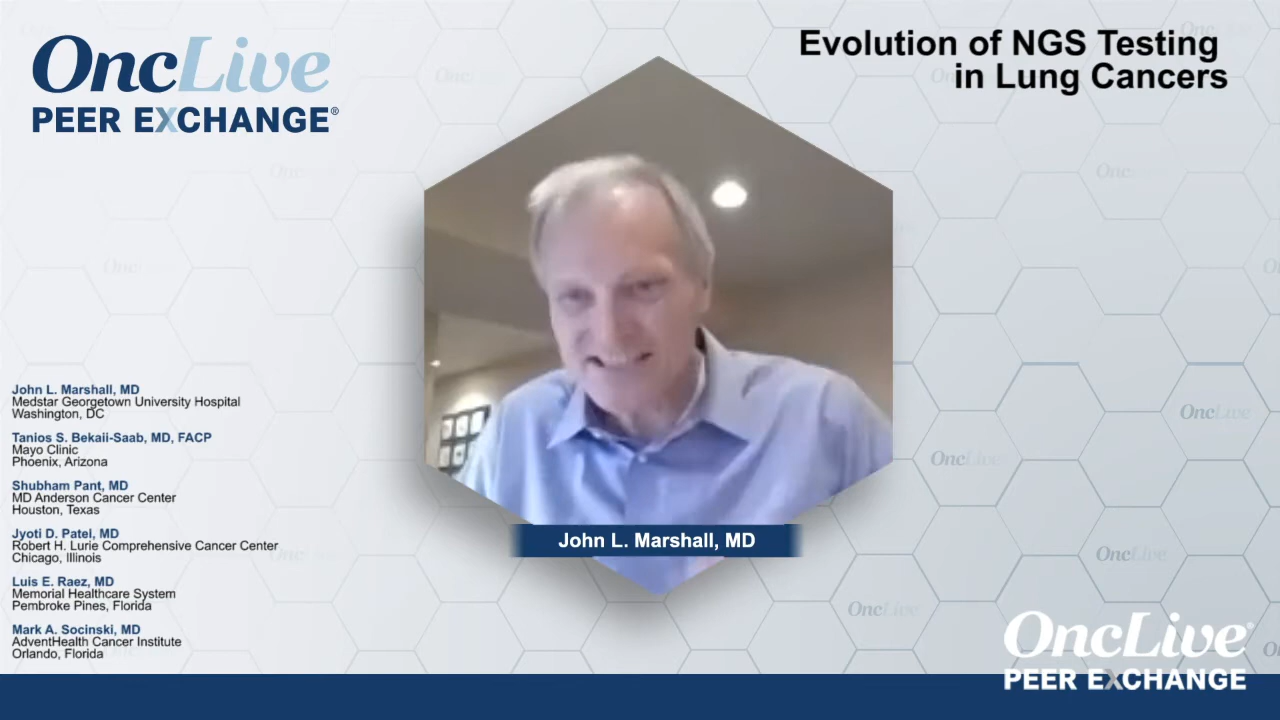 OncLive
PEER EXCHANGE®
Evolution of NGS Testing
in Lung Cancers
John L. Marshall, MD
Medstar Georgetown University Hospital
Washington, DC
Tanios S. Bekaii-Saab, MD, FACP
Mayo Clinic
Phoenix, Arizona
Shubham Pant, MD
MD Anderson Cancer Center
Houston, Texas
Jyoti D. Patel, MD
Robert H. Lurie Comprehensive Cancer Center
Chicago, Illinois
Luis E. Raez, MD
Memorial Healthcare System
Pembroke Pines, Florida
Mark A. Socinski, MD
AdventHealth Cancer Institute
Orlando, Florida
John L. Marshall, MD
OncLive®
PEER EXCHANGE